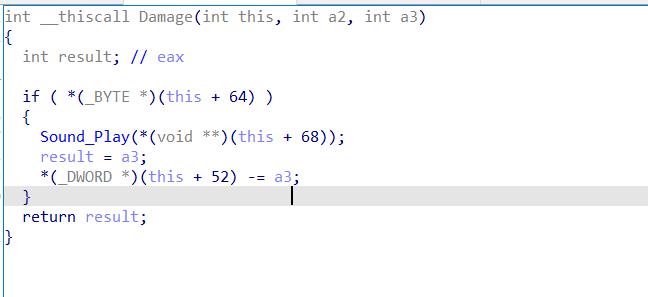 int __thiscall Damage(int this, int a2, int a3)
{
int result; // eax
if ( *(_BYTE *)(this + 64) )
{
Sound_Play(*(void **)(this + 68));
result = a3;
*(_DWORD *)(this + 52) -= a3;
}
return result;
}